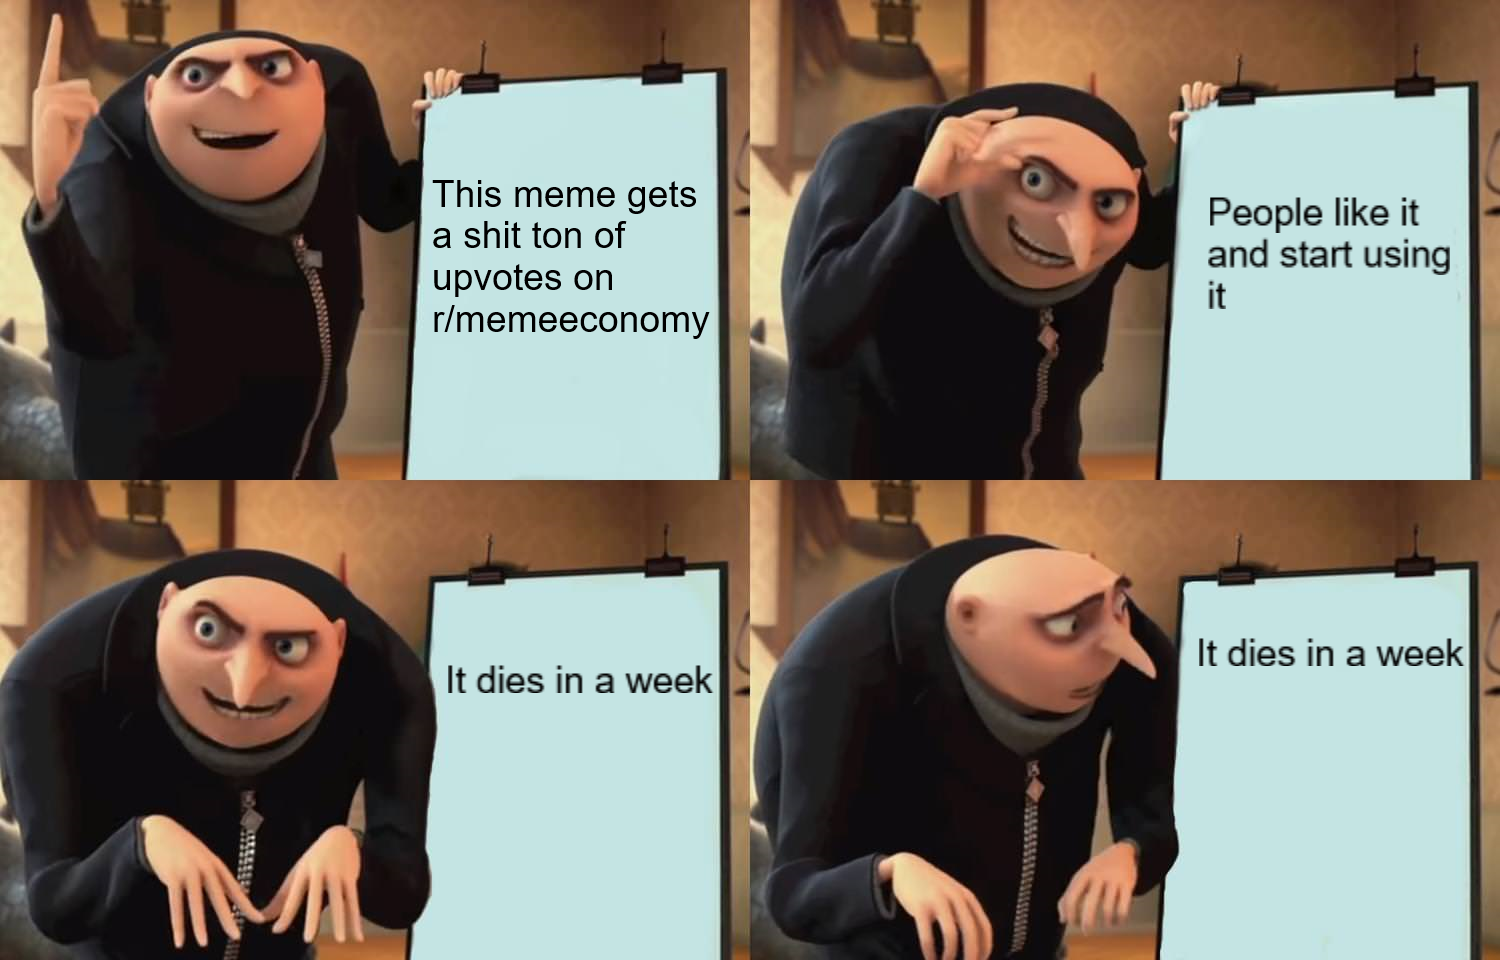 This meme gets
a shit ton of
upvotes on
r/memeeconomy
People like it
and start using
it
It dies in a week
It dies in a week